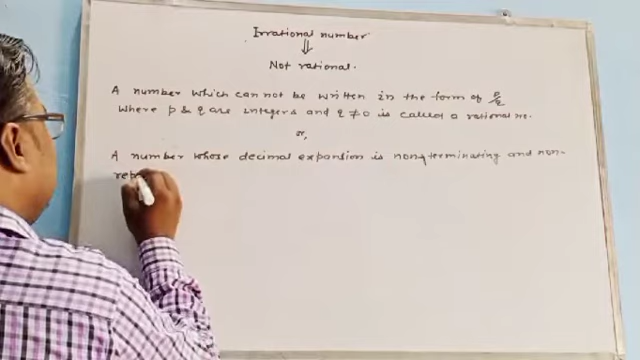 Irrational number
⇓
Not rational.
A number which can not be written in the form of p/q
where p & q are integers and q ≠ 0 is called a rational no.
or,
A number whose decimal expansion is non-terminating and non-
rep